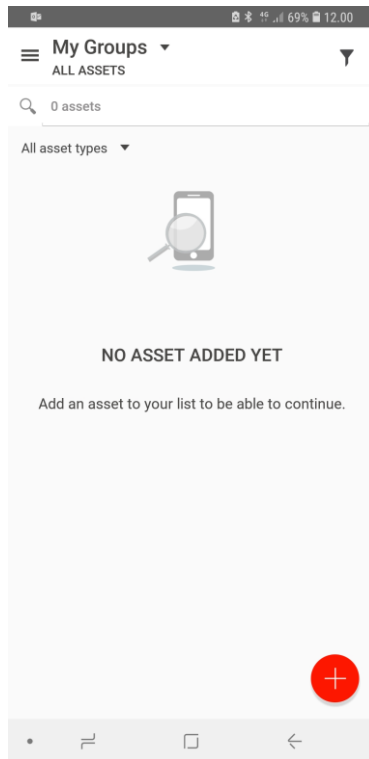 4G 69% 12.00
My Groups
ALL ASSETS
0 assets
All asset types
NO ASSET ADDED YET
Add an asset to your list to be able to continue.